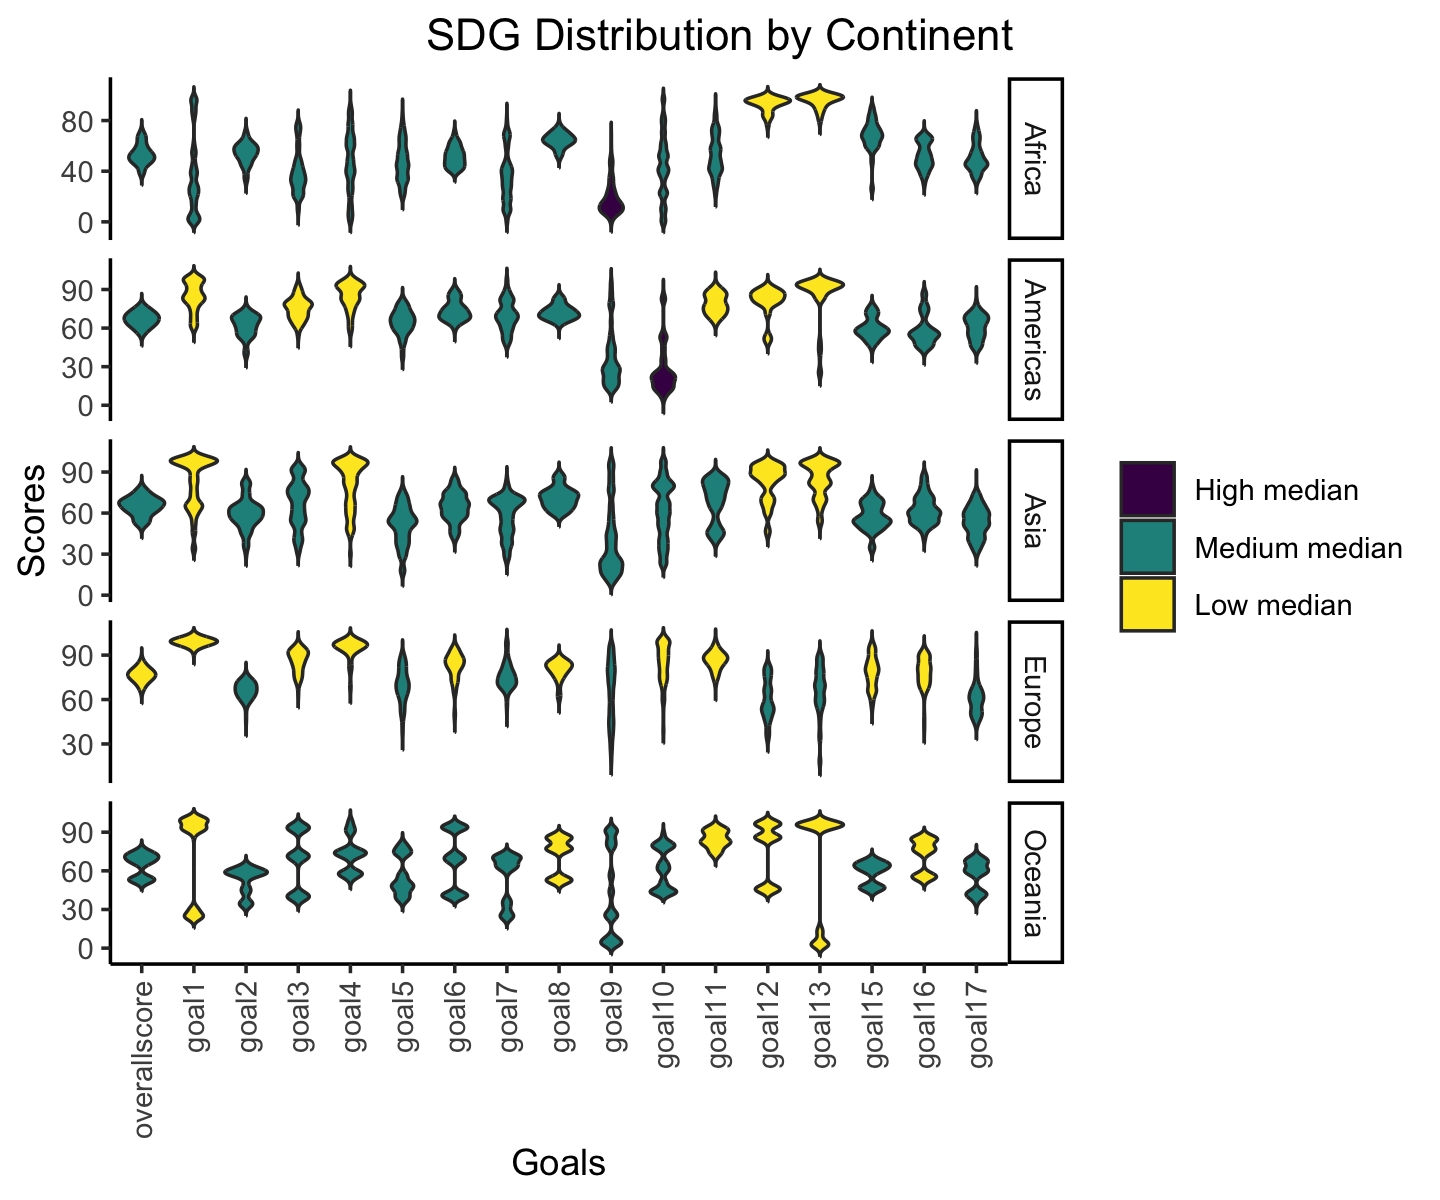 SDG Distribution by Continent
Scores
80
40
0
Africa
90
60
30
0
Americas
90
60
30
0
Asia
90
60
30
Europe
90
60
30
0
Oceania
overallscore
goal1
goal2
goal3
goal4
goal5
goal6
goal7
goal8
goal9
goal10
goal11
goal12
goal13
goal15
goal16
goal17
Goals
High median
Medium median
Low median